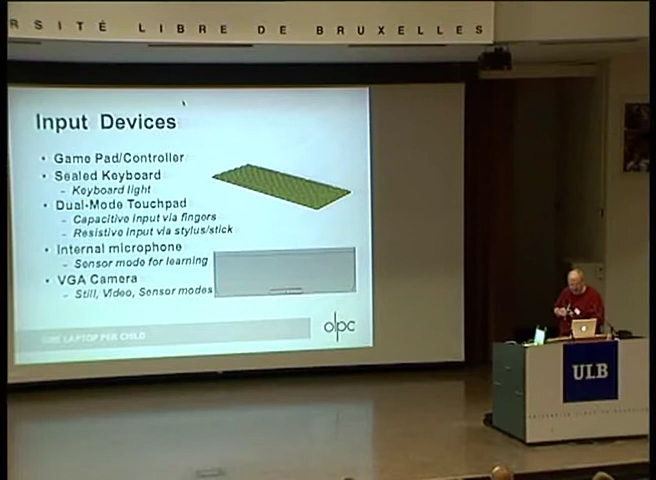 RSITÉ LIBRE DE BRUXELLES
Input Devices
• Game Pad/Controller
• Sealed Keyboard
– Keyboard light
• Dual-Mode Touchpad
– Capacitive input via fingers
– Resistive input via stylus/stick
• Internal microphone
– Sensor mode for learning
• VGA Camera
– Still, Video, Sensor modes
ONE LAPTOP PER CHILD
olpc
ULB